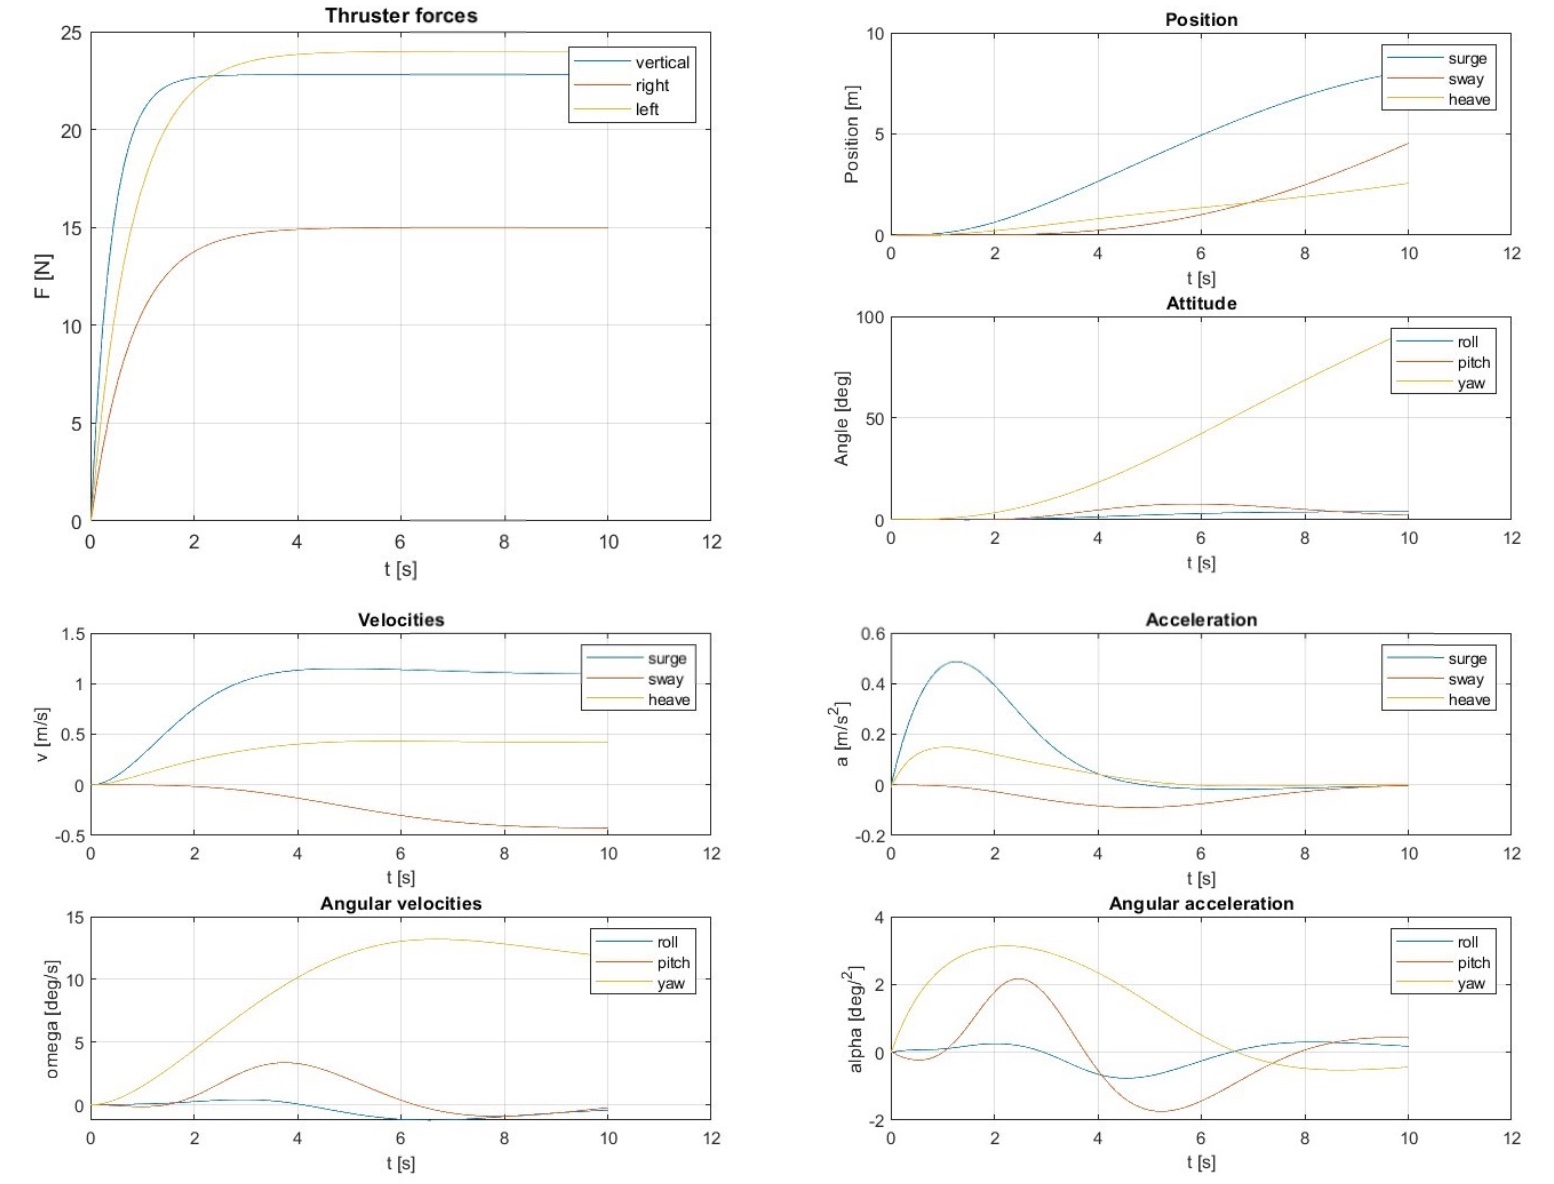 Thruster forces
25
20
15
10
5
0
F [N]
0 2 4 6 8 10 12
t [s]
vertical
right
left
Position
10
5
0
Position [m]
0 2 4 6 8 10 12
t [s]
surge
sway
heave
Attitude
100
50
0
Angle [deg]
0 2 4 6 8 10 12
t [s]
roll
pitch
yaw
Velocities
1.5
1
0.5
0
-0.5
v [m/s]
0 2 4 6 8 10 12
t [s]
surge
sway
heave
Acceleration
0.6
0.4
0.2
0
-0.2
a [m/s²]
0 2 4 6 8 10 12
t [s]
surge
sway
heave
Angular velocities
15
10
5
0
omega [deg/s]
0 2 4 6 8 10 12
t [s]
roll
pitch
yaw
Angular acceleration
4
2
0
-2
alpha [deg/²]
0 2 4 6 8 10 12
t [s]
roll
pitch
yaw